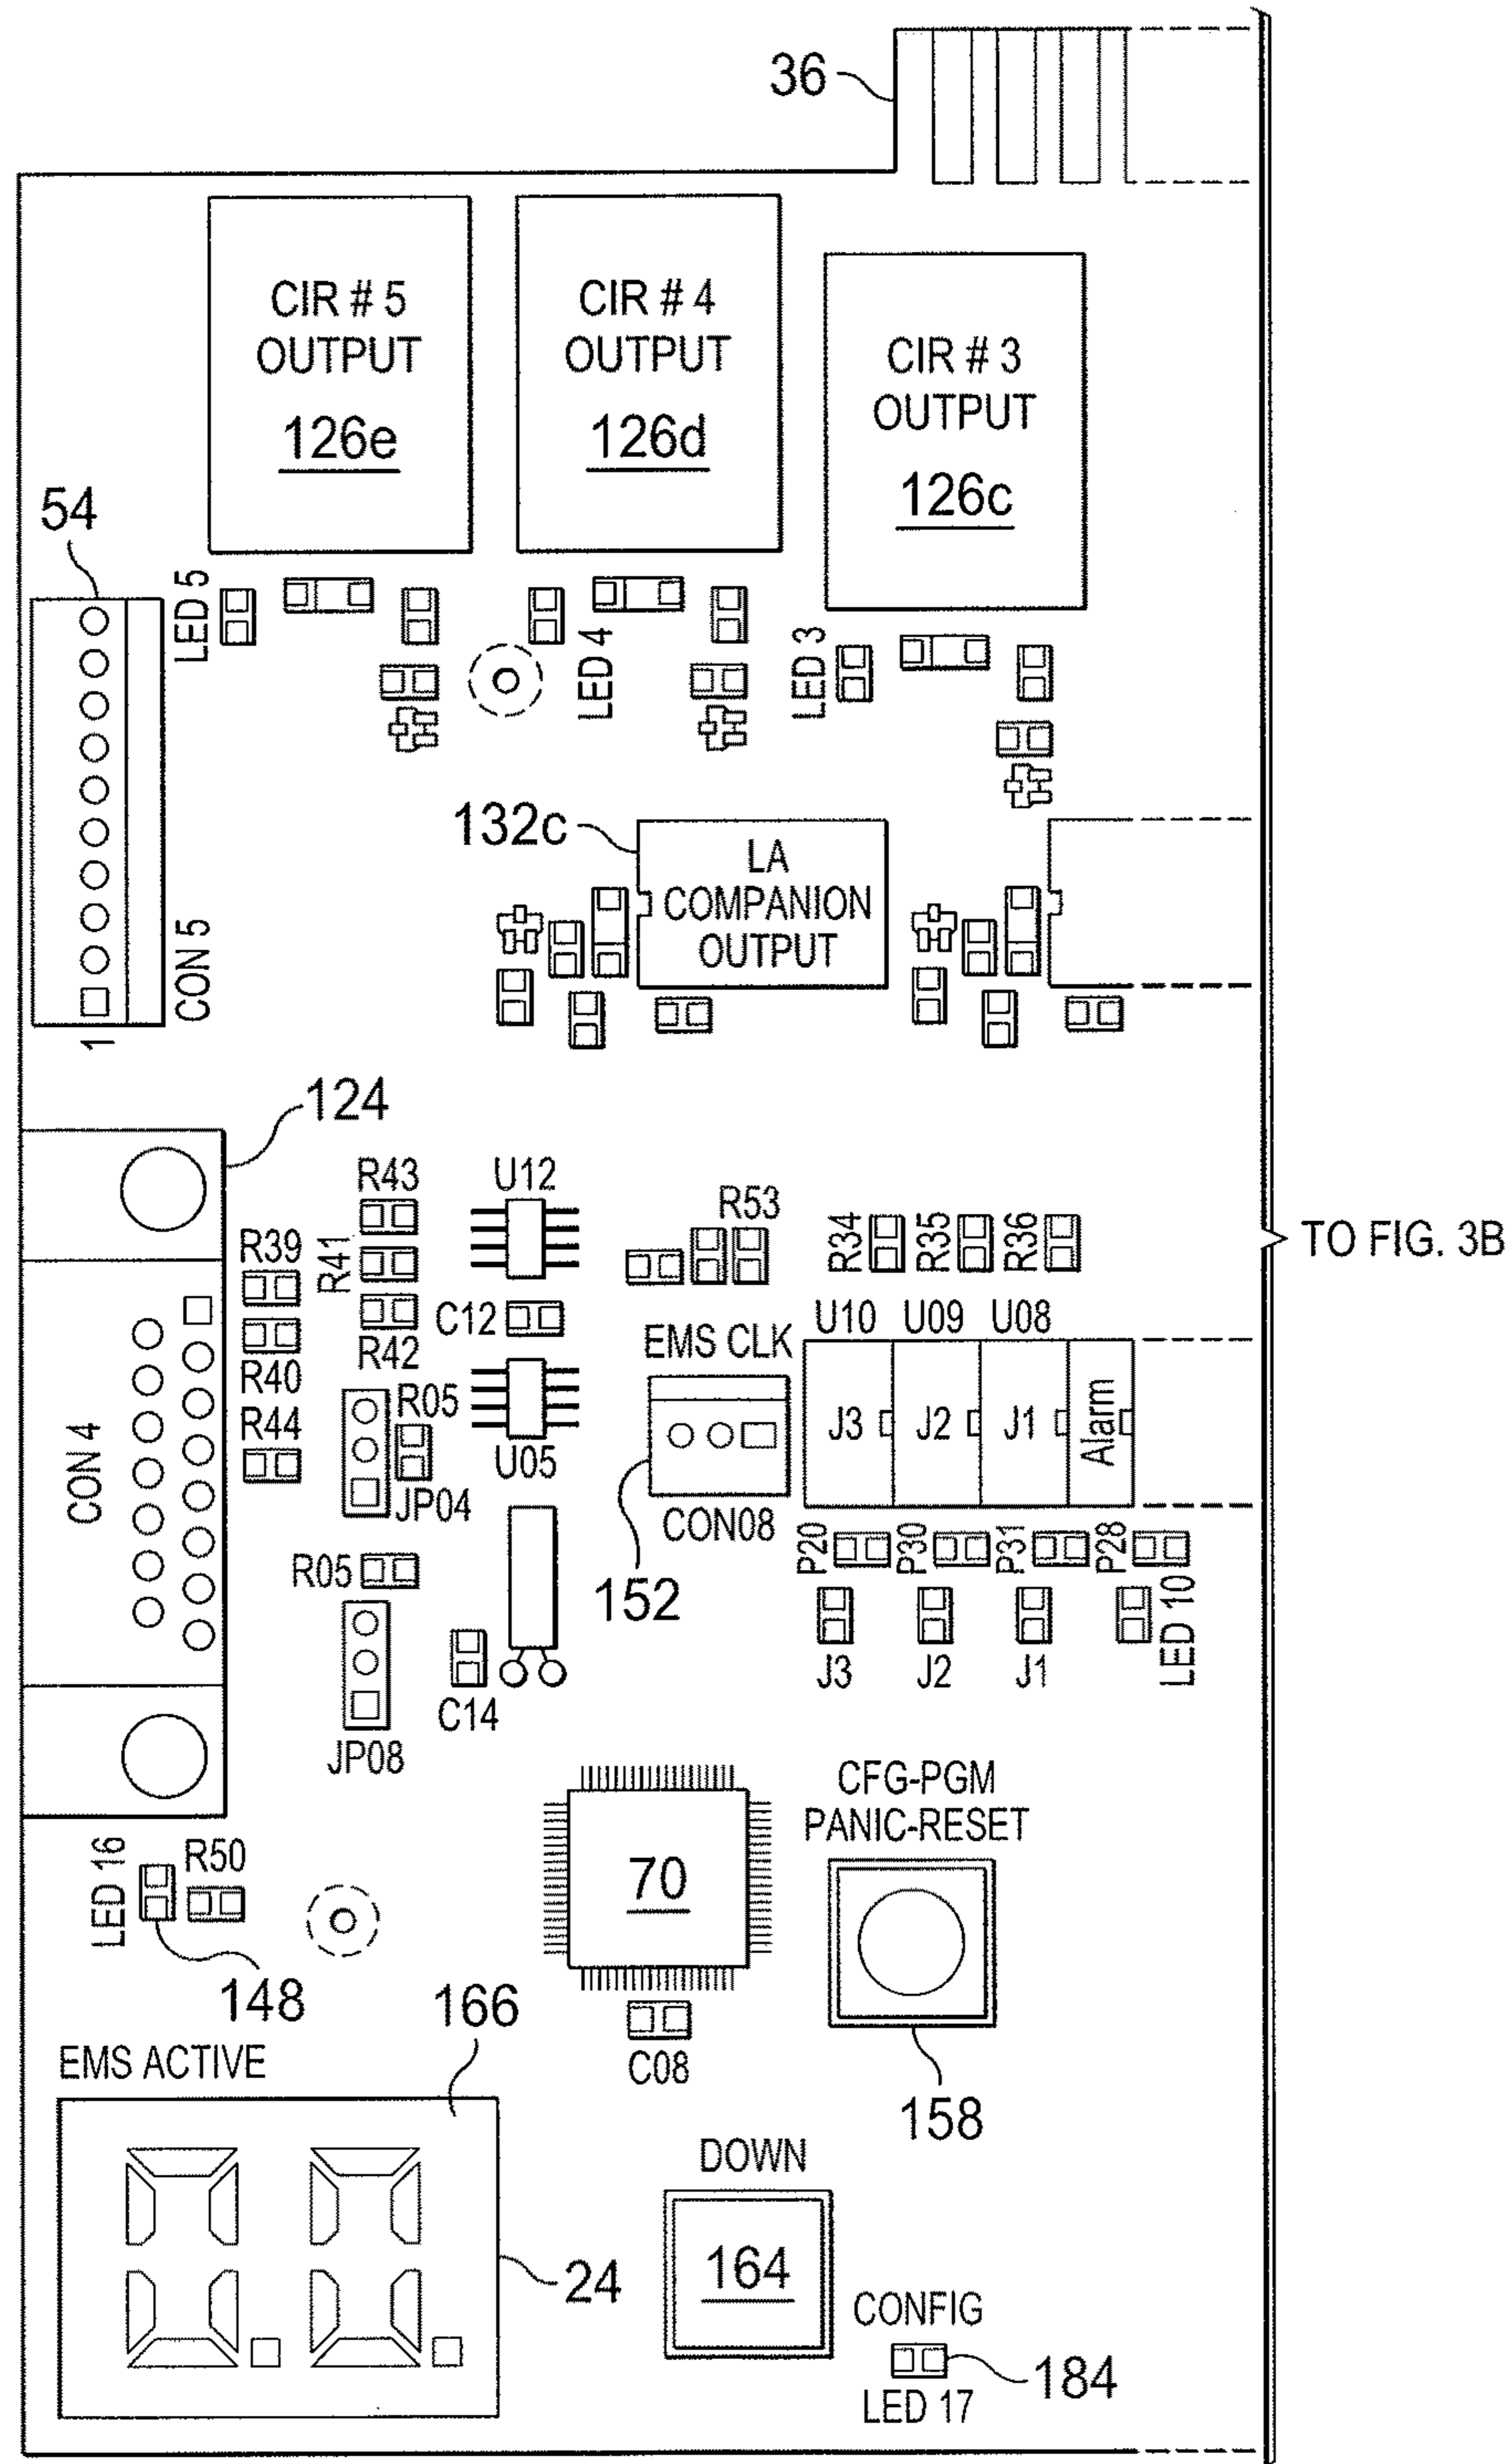 36
CIR # 5
OUTPUT
126e
CIR # 4
OUTPUT
126d
CIR # 3
OUTPUT
126c
54
LED 5
LED 4
LED 3
132c
LA
COMPANION
OUTPUT
CON 5
1
124
R43
U12
R53
R34
R35
R36
TO FIG. 3B
R39
R41
R40
R42
C12
EMS CLK
U10
U09
U08
R44
R05
CON 4
U05
J3
J2
J1
Alarm
JP04
CON08
R05
152
P20
P30
P31
P28
J3
J2
J1
LED 10
C14
JP08
CFG-PGM
PANIC-RESET
LED 16
R50
70
148
166
C08
158
EMS ACTIVE
DOWN
24
164
CONFIG
184
LED 17